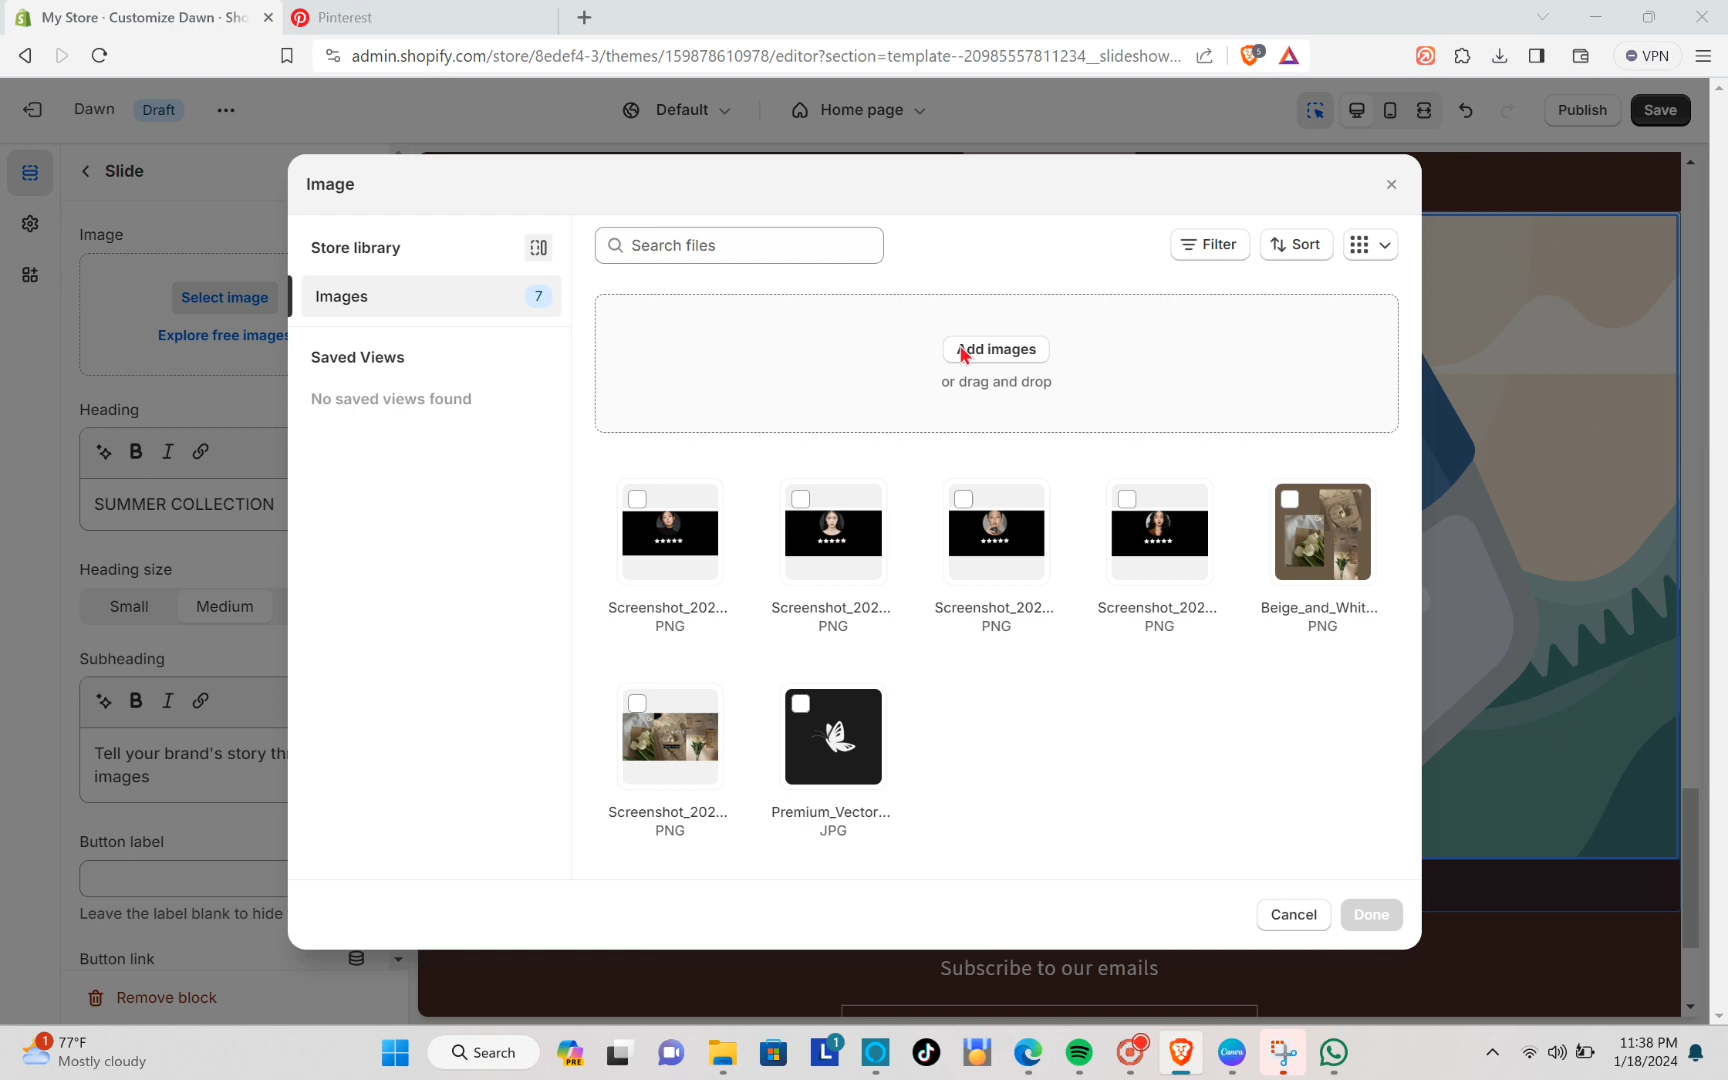 My Store · Customize Dawn · Sho
Pinterest
admin.shopify.com/store/8edef4-3/themes/159878610978/editor?section=template--20985557811234__slideshow...
5
VPN
Dawn
Draft
Default
Home page
Publish
Save
Slide
Image
Select image
Explore free images
Heading
SUMMER COLLECTION
Heading size
Small
Medium
Subheading
Tell your brand's story th
images
Button label
Leave the label blank to hide
Button link
Remove block
Image
Store library
Images
7
Saved Views
No saved views found
Search files
Filter
Sort
Add images
or drag and drop
Screenshot_202...
PNG
Screenshot_202...
PNG
Screenshot_202...
PNG
Screenshot_202...
PNG
Beige_and_Whit...
PNG
Screenshot_202...
PNG
Premium_Vector...
JPG
Cancel
Done
Subscribe to our emails
1
77°F
Mostly cloudy
Search
PRE
L
1
Canva
11:38 PM
1/18/2024